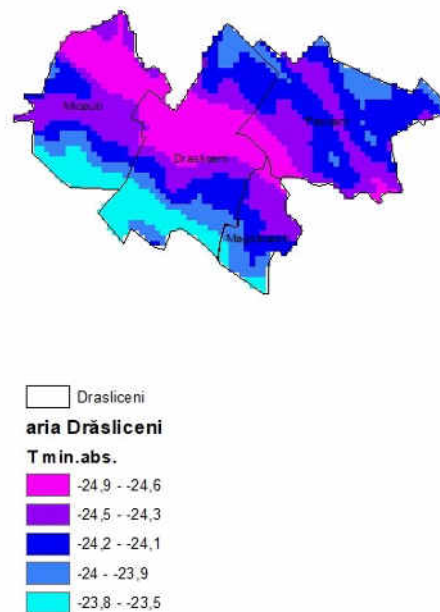 Drasliceni
Drasliceni
aria Drăsliceni
T min.abs.
-24,9 - -24,6
-24,5 - -24,3
-24,2 - -24,1
-24 - -23,9
-23,8 - -23,5